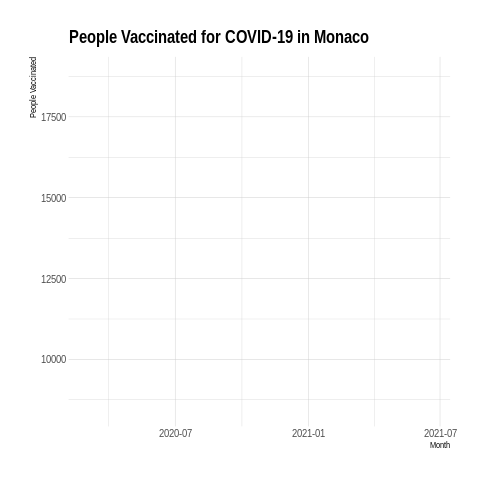 People Vaccinated for COVID-19 in Monaco
People Vaccinated
17500
15000
12500
10000
2020-07 2021-01 2021-07
Month